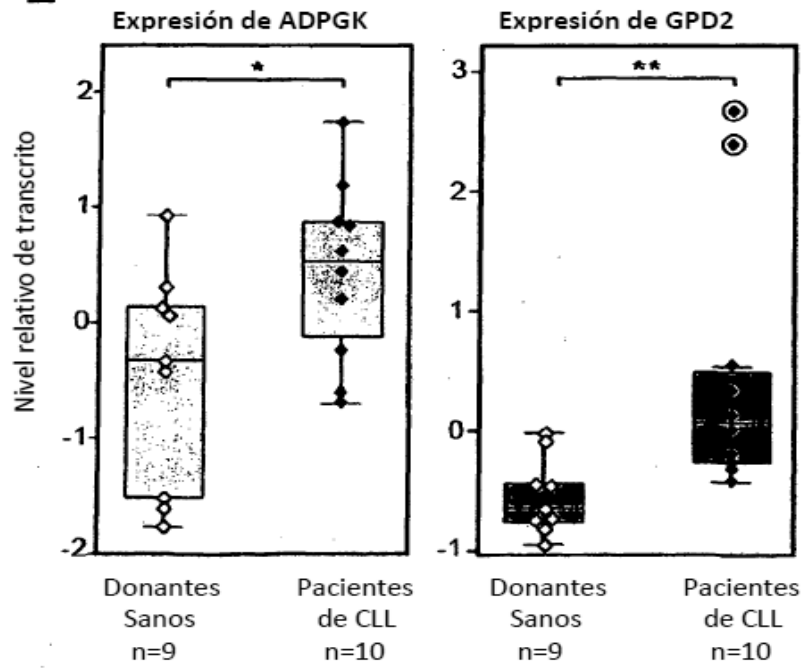 Expresión de ADPGK
Nivel relativo de transcrito
2
1
0
-1
-2
*
Donantes
Sanos
n=9
Pacientes
de CLL
n=10
Expresión de GPD2
3
2
1
0
-1
**
Donantes
Sanos
n=9
Pacientes
de CLL
n=10